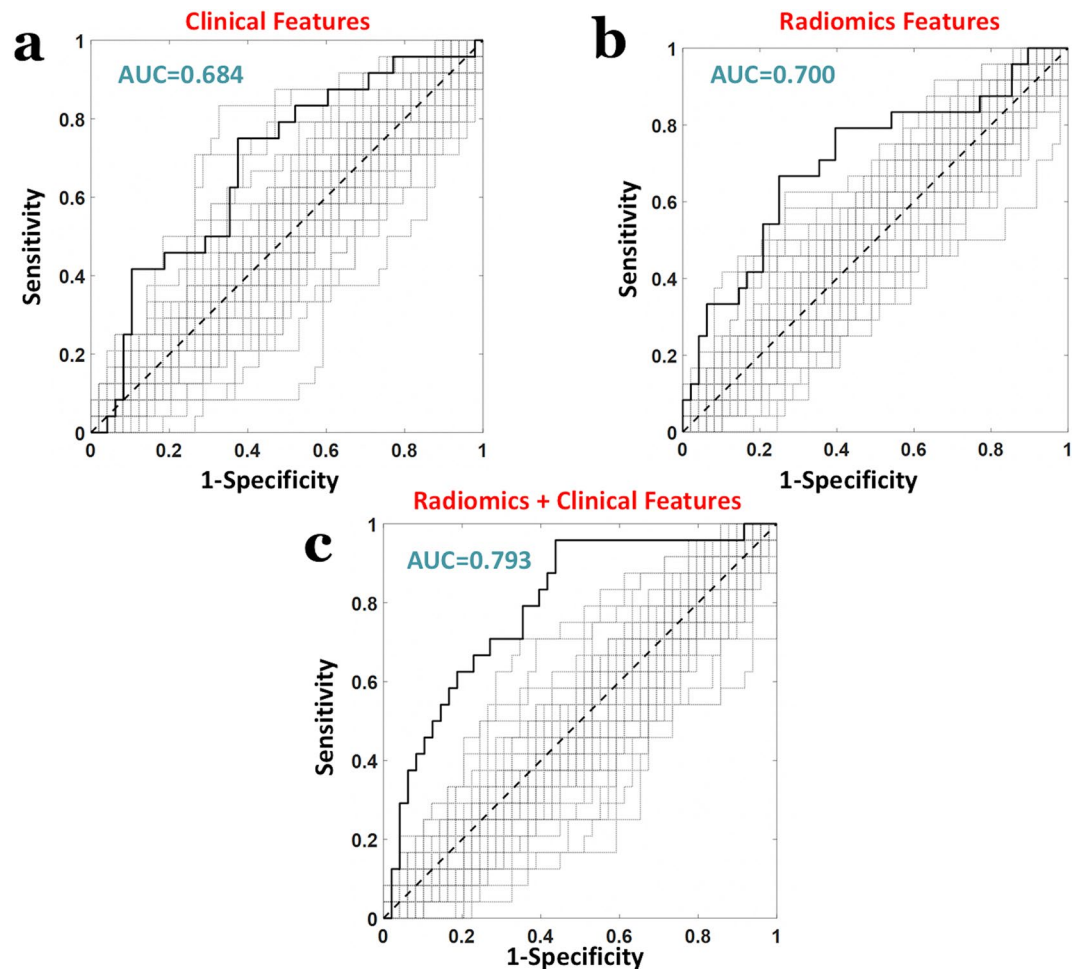 Clinical Features
a
AUC=0.684
Sensitivity
1
0.8
0.6
0.4
0.2
0
0 0.2 0.4 0.6 0.8 1
1-Specificity
Radiomics Features
b
AUC=0.700
Sensitivity
1
0.8
0.6
0.4
0.2
0
0 0.2 0.4 0.6 0.8 1
1-Specificity
Radiomics + Clinical Features
c
AUC=0.793
Sensitivity
1
0.8
0.6
0.4
0.2
0
0 0.2 0.4 0.6 0.8 1
1-Specificity